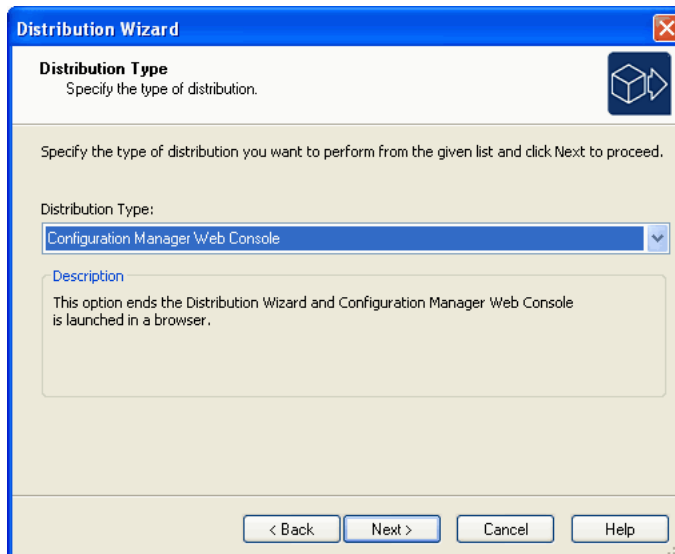 Distribution Wizard
Distribution Type
Specify the type of distribution.
Specify the type of distribution you want to perform from the given list and click Next to proceed.
Distribution Type:
Configuration Manager Web Console
Description
This option ends the Distribution Wizard and Configuration Manager Web Console
is launched in a browser.
< Back
Next >
Cancel
Help